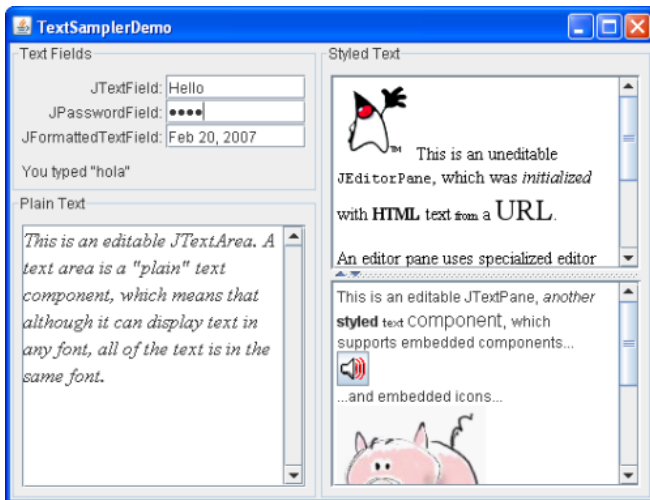 TextSamplerDemo
Text Fields
JTextField: Hello
JPasswordField: ••••
JFormattedTextField: Feb 20, 2007
You typed "hola"
Plain Text
This is an editable JTextArea. A
text area is a "plain" text
component, which means that
although it can display text in
any font, all of the text is in the
same font.
Styled Text
TM This is an uneditable
JEditorPane, which was initialized
with HTML text from a URL.
An editor pane uses specialized editor
This is an editable JTextPane, another
styled text component, which
supports embedded components...
...and embedded icons...